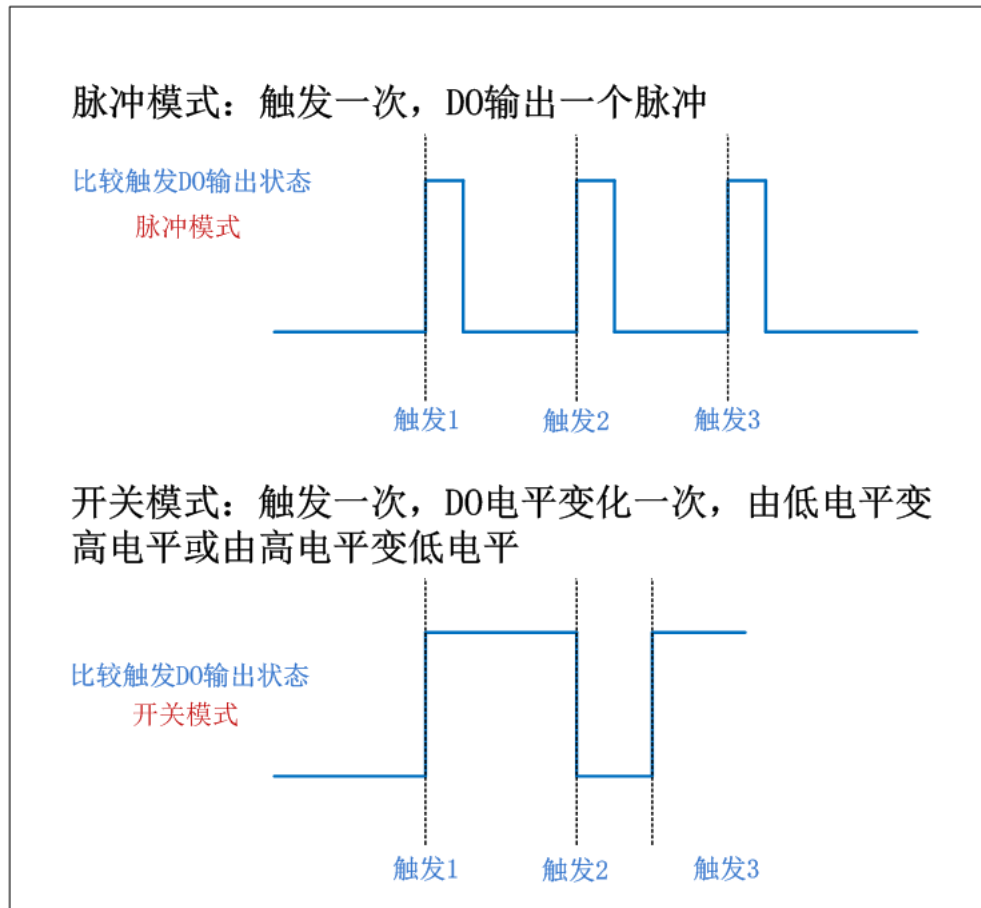 脉冲模式：触发一次，DO输出一个脉冲
比较触发DO输出状态
脉冲模式
触发1
触发2
触发3
开关模式：触发一次，DO电平变化一次，由低电平变
高电平或由高电平变低电平
比较触发DO输出状态
开关模式
触发1
触发2
触发3